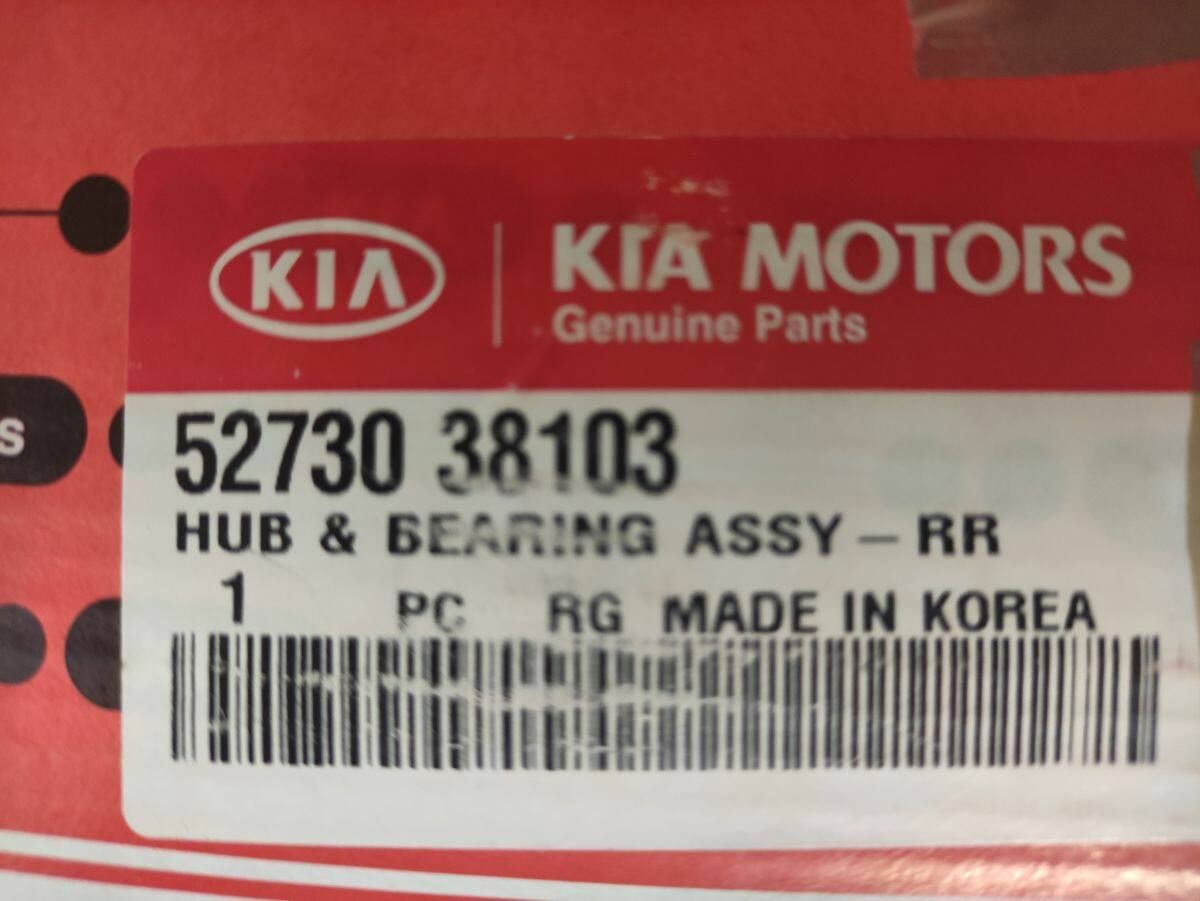 KIA
KIA MOTORS
Genuine Parts
s
52730 38103
HUB & BEARING ASSY – RR
1 PC RG MADE IN KOREA